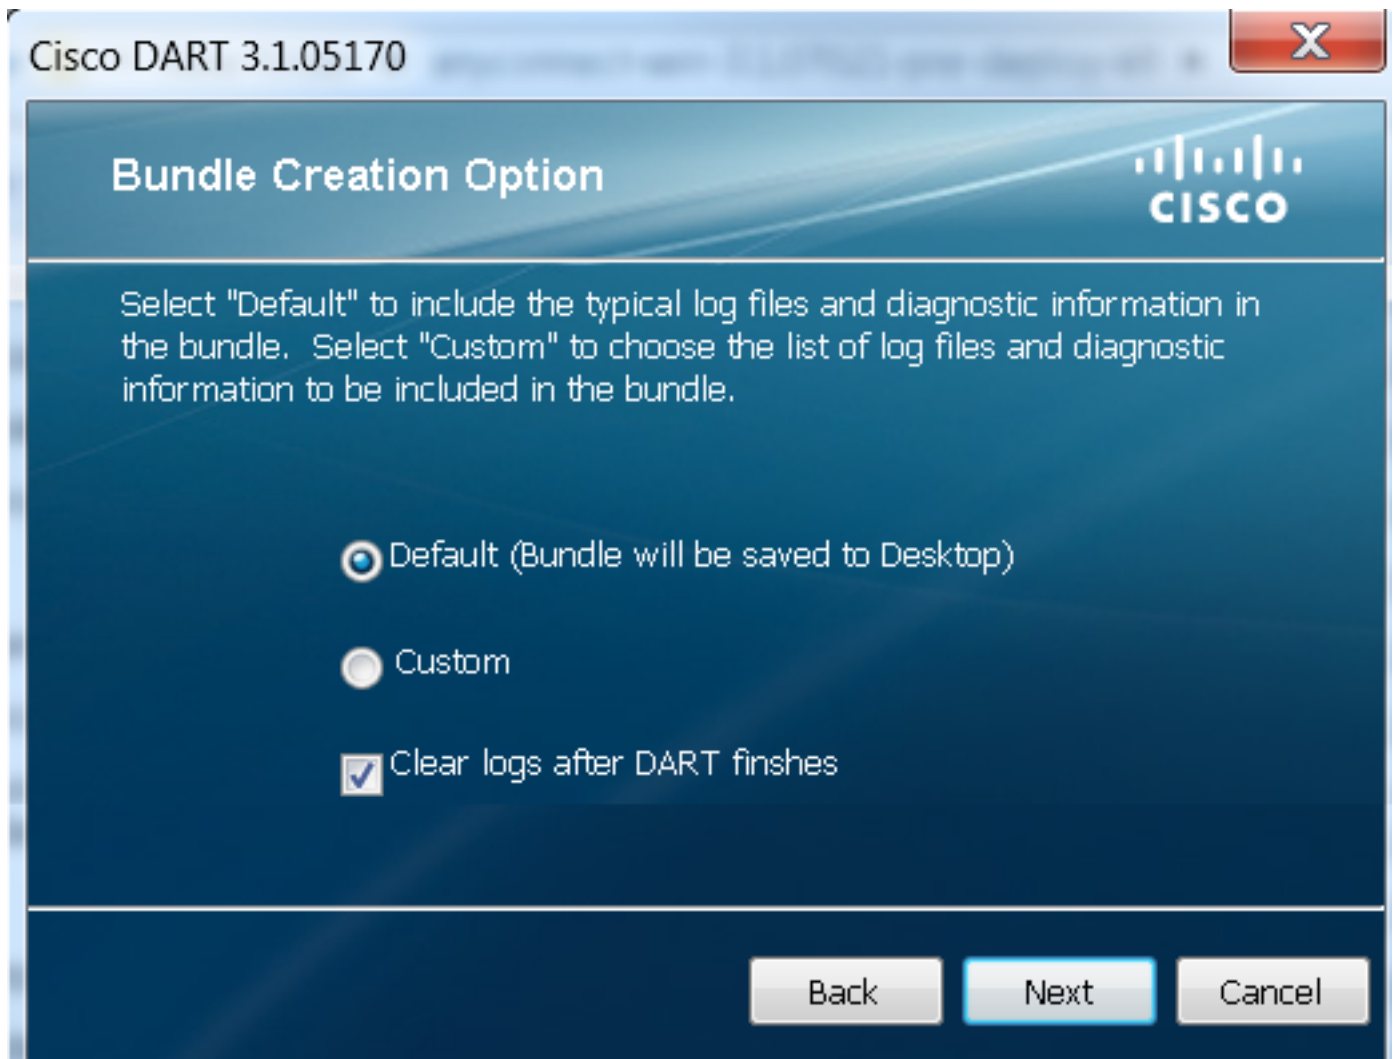 Cisco DART 3.1.05170
Bundle Creation Option
CISCO
Select "Default" to include the typical log files and diagnostic information in
the bundle. Select "Custom" to choose the list of log files and diagnostic
information to be included in the bundle.
Default (Bundle will be saved to Desktop)
Custom
Clear logs after DART finshes
Back
Next
Cancel